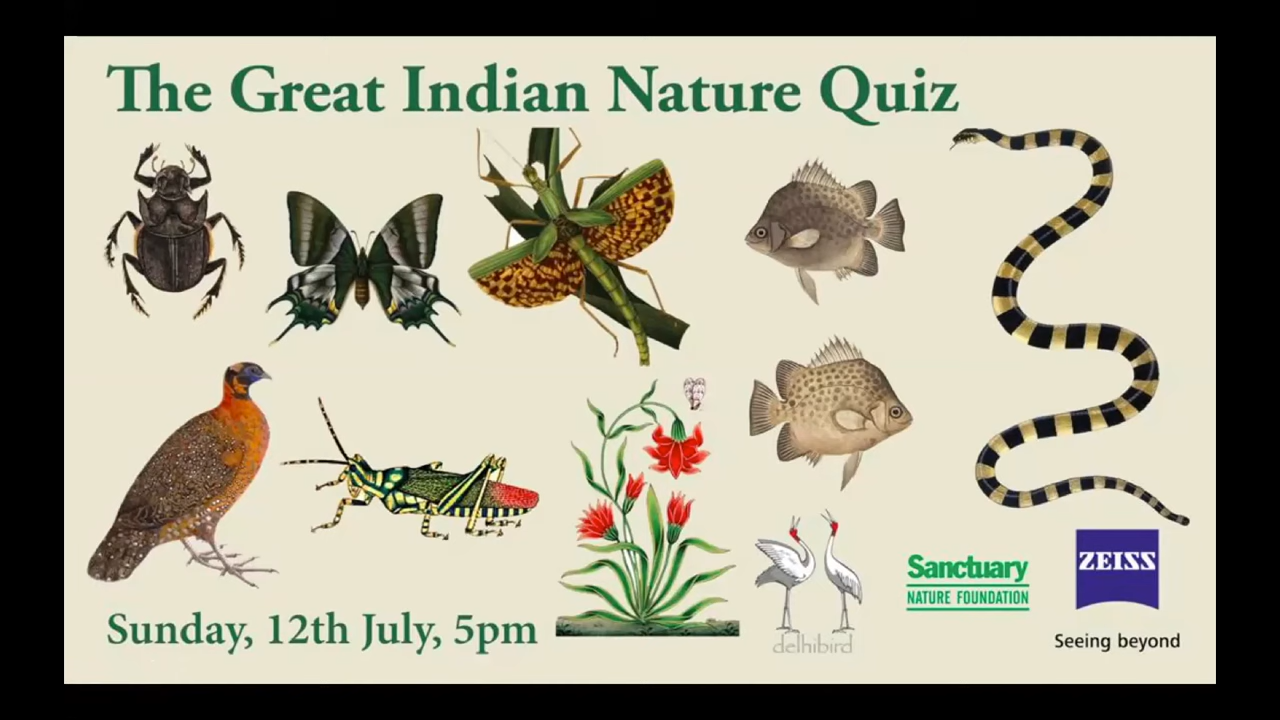 The Great Indian Nature Quiz
Sunday, 12th July, 5pm
delhibird
Sanctuary
NATURE FOUNDATION
ZEISS
Seeing beyond